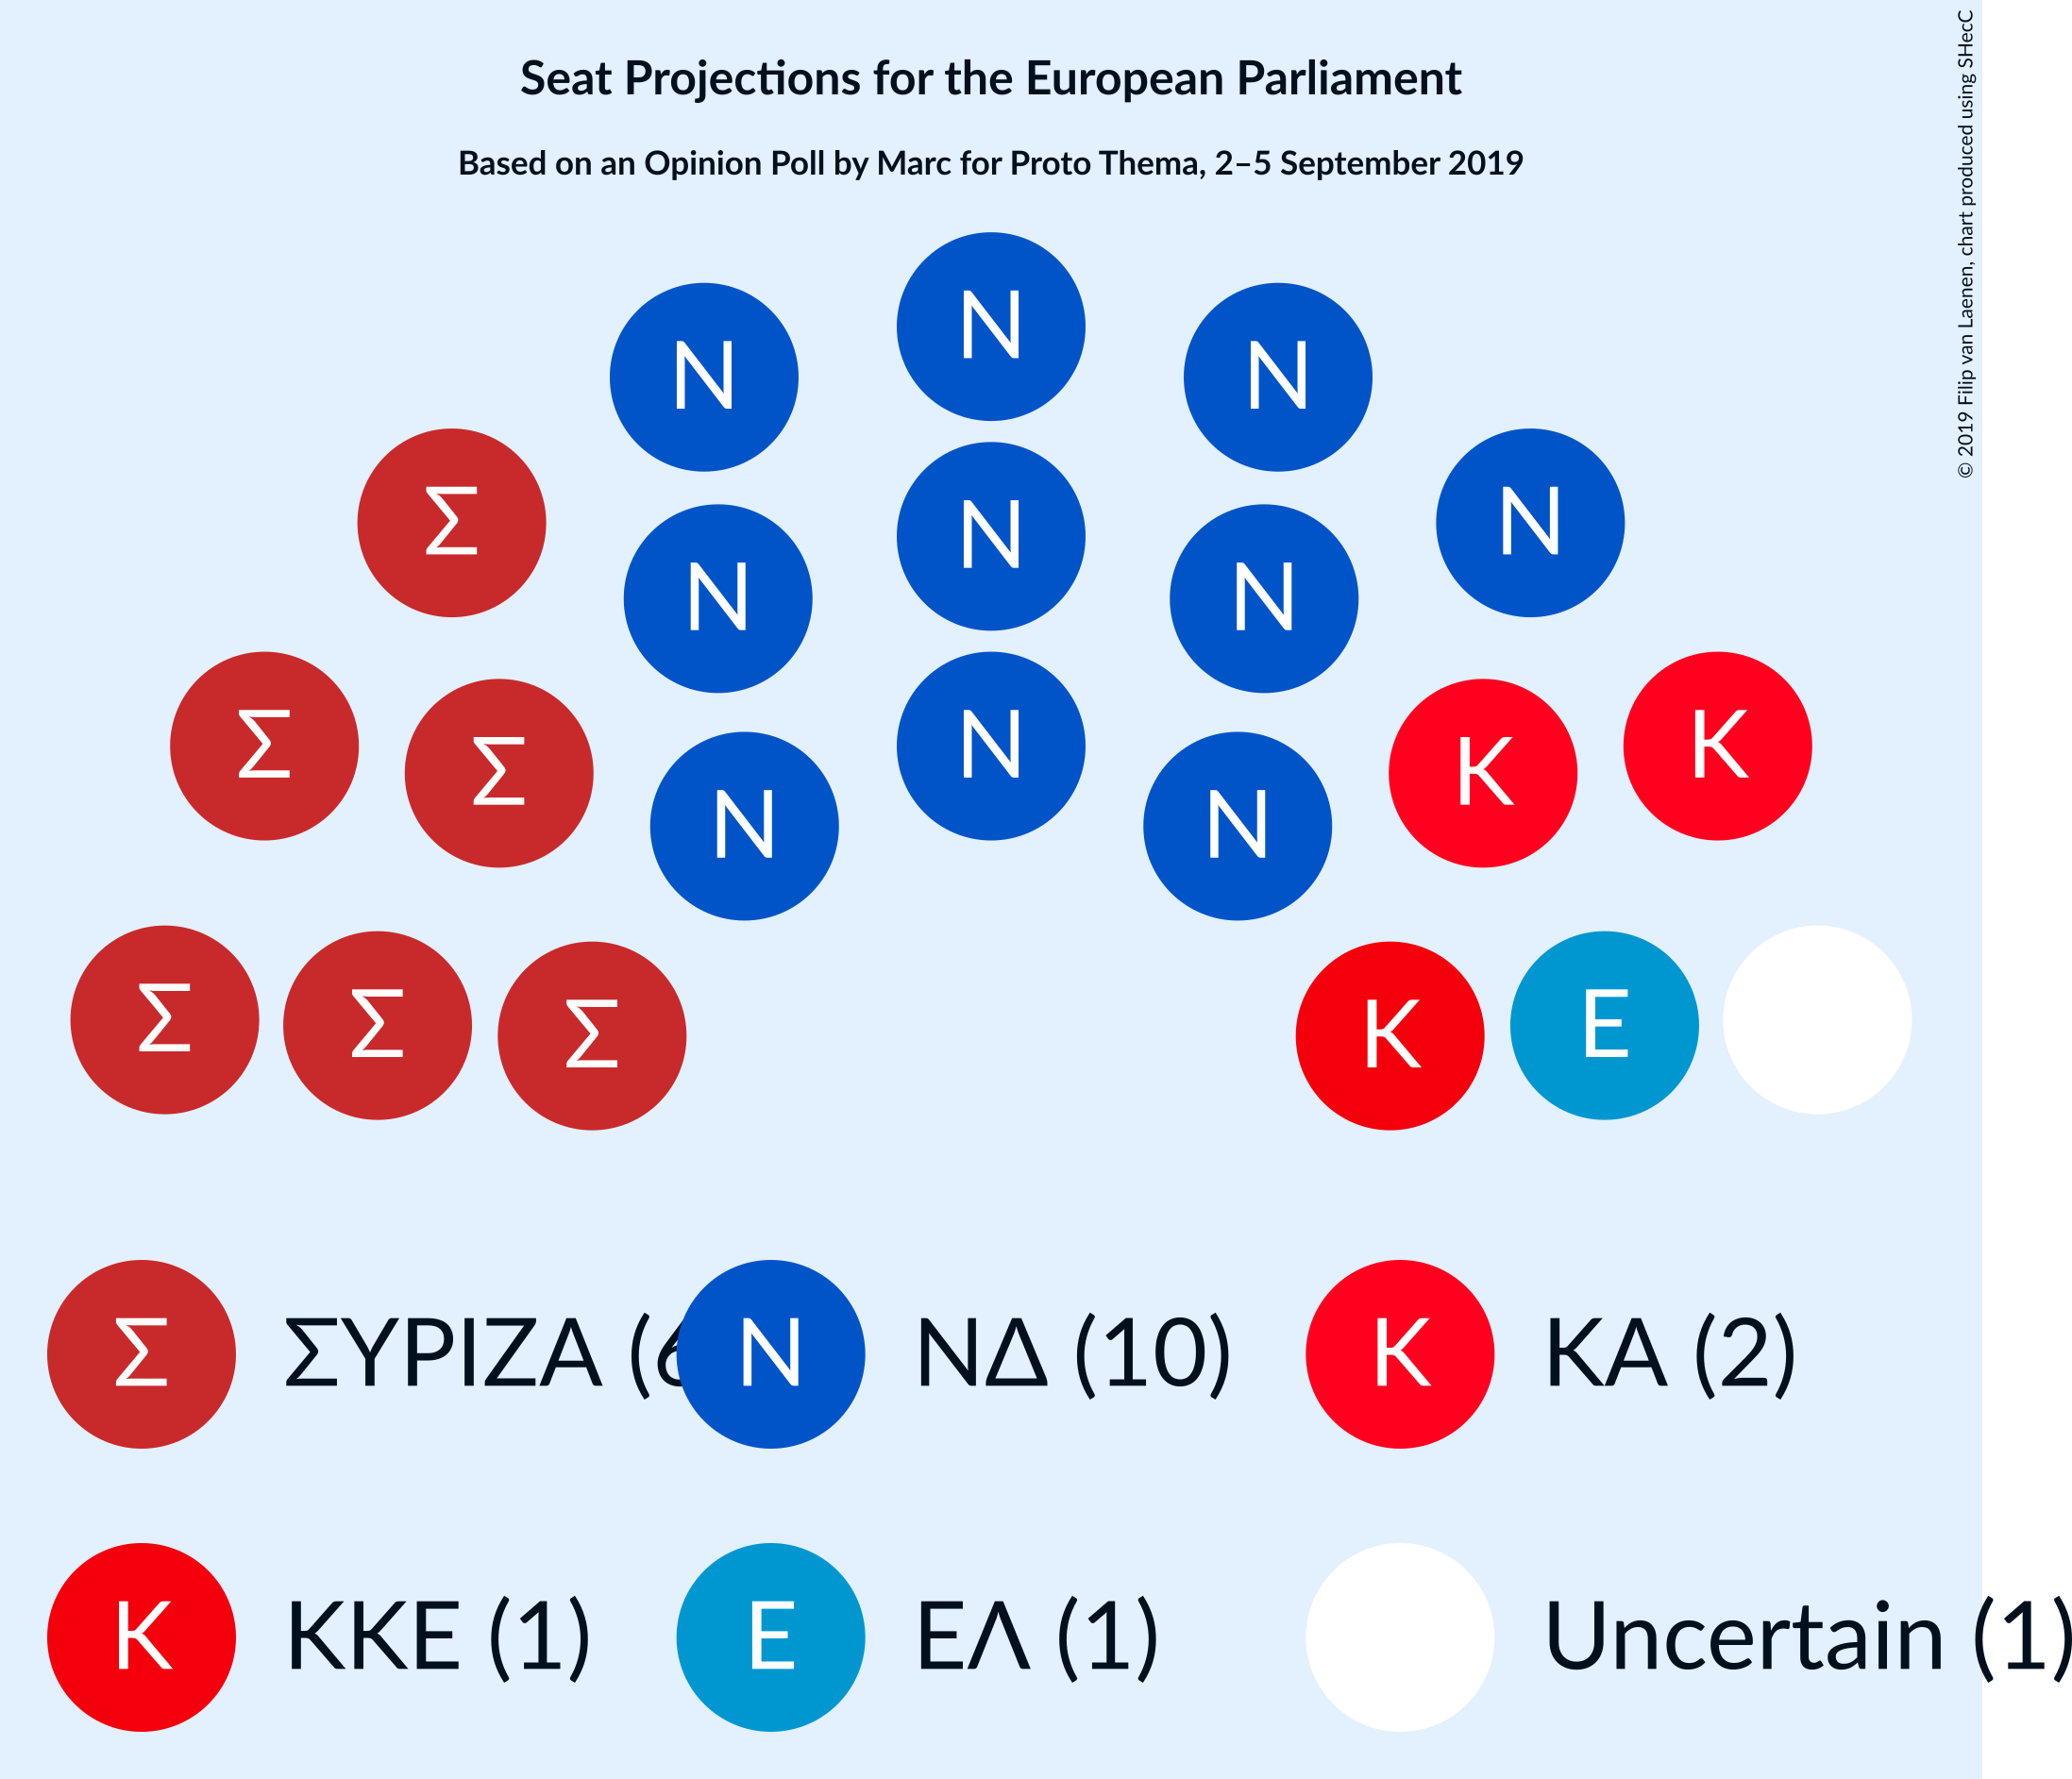 Seat Projections for the European Parliament
Based on an Opinion Poll by Marc for Proto Thema, 2–5 September 2019
© 2019 Filip van Laenen, chart produced using SHecC
N
N N
Σ N
N
N N
Σ K
N
Σ K
N N
Σ
Σ E
Σ K
Σ ΣΥΡΙΖΑ (6 N ΝΔ (10) K ΚΑ (2)
K ΚΚΕ (1) E ΕΛ (1) Uncertain (1)